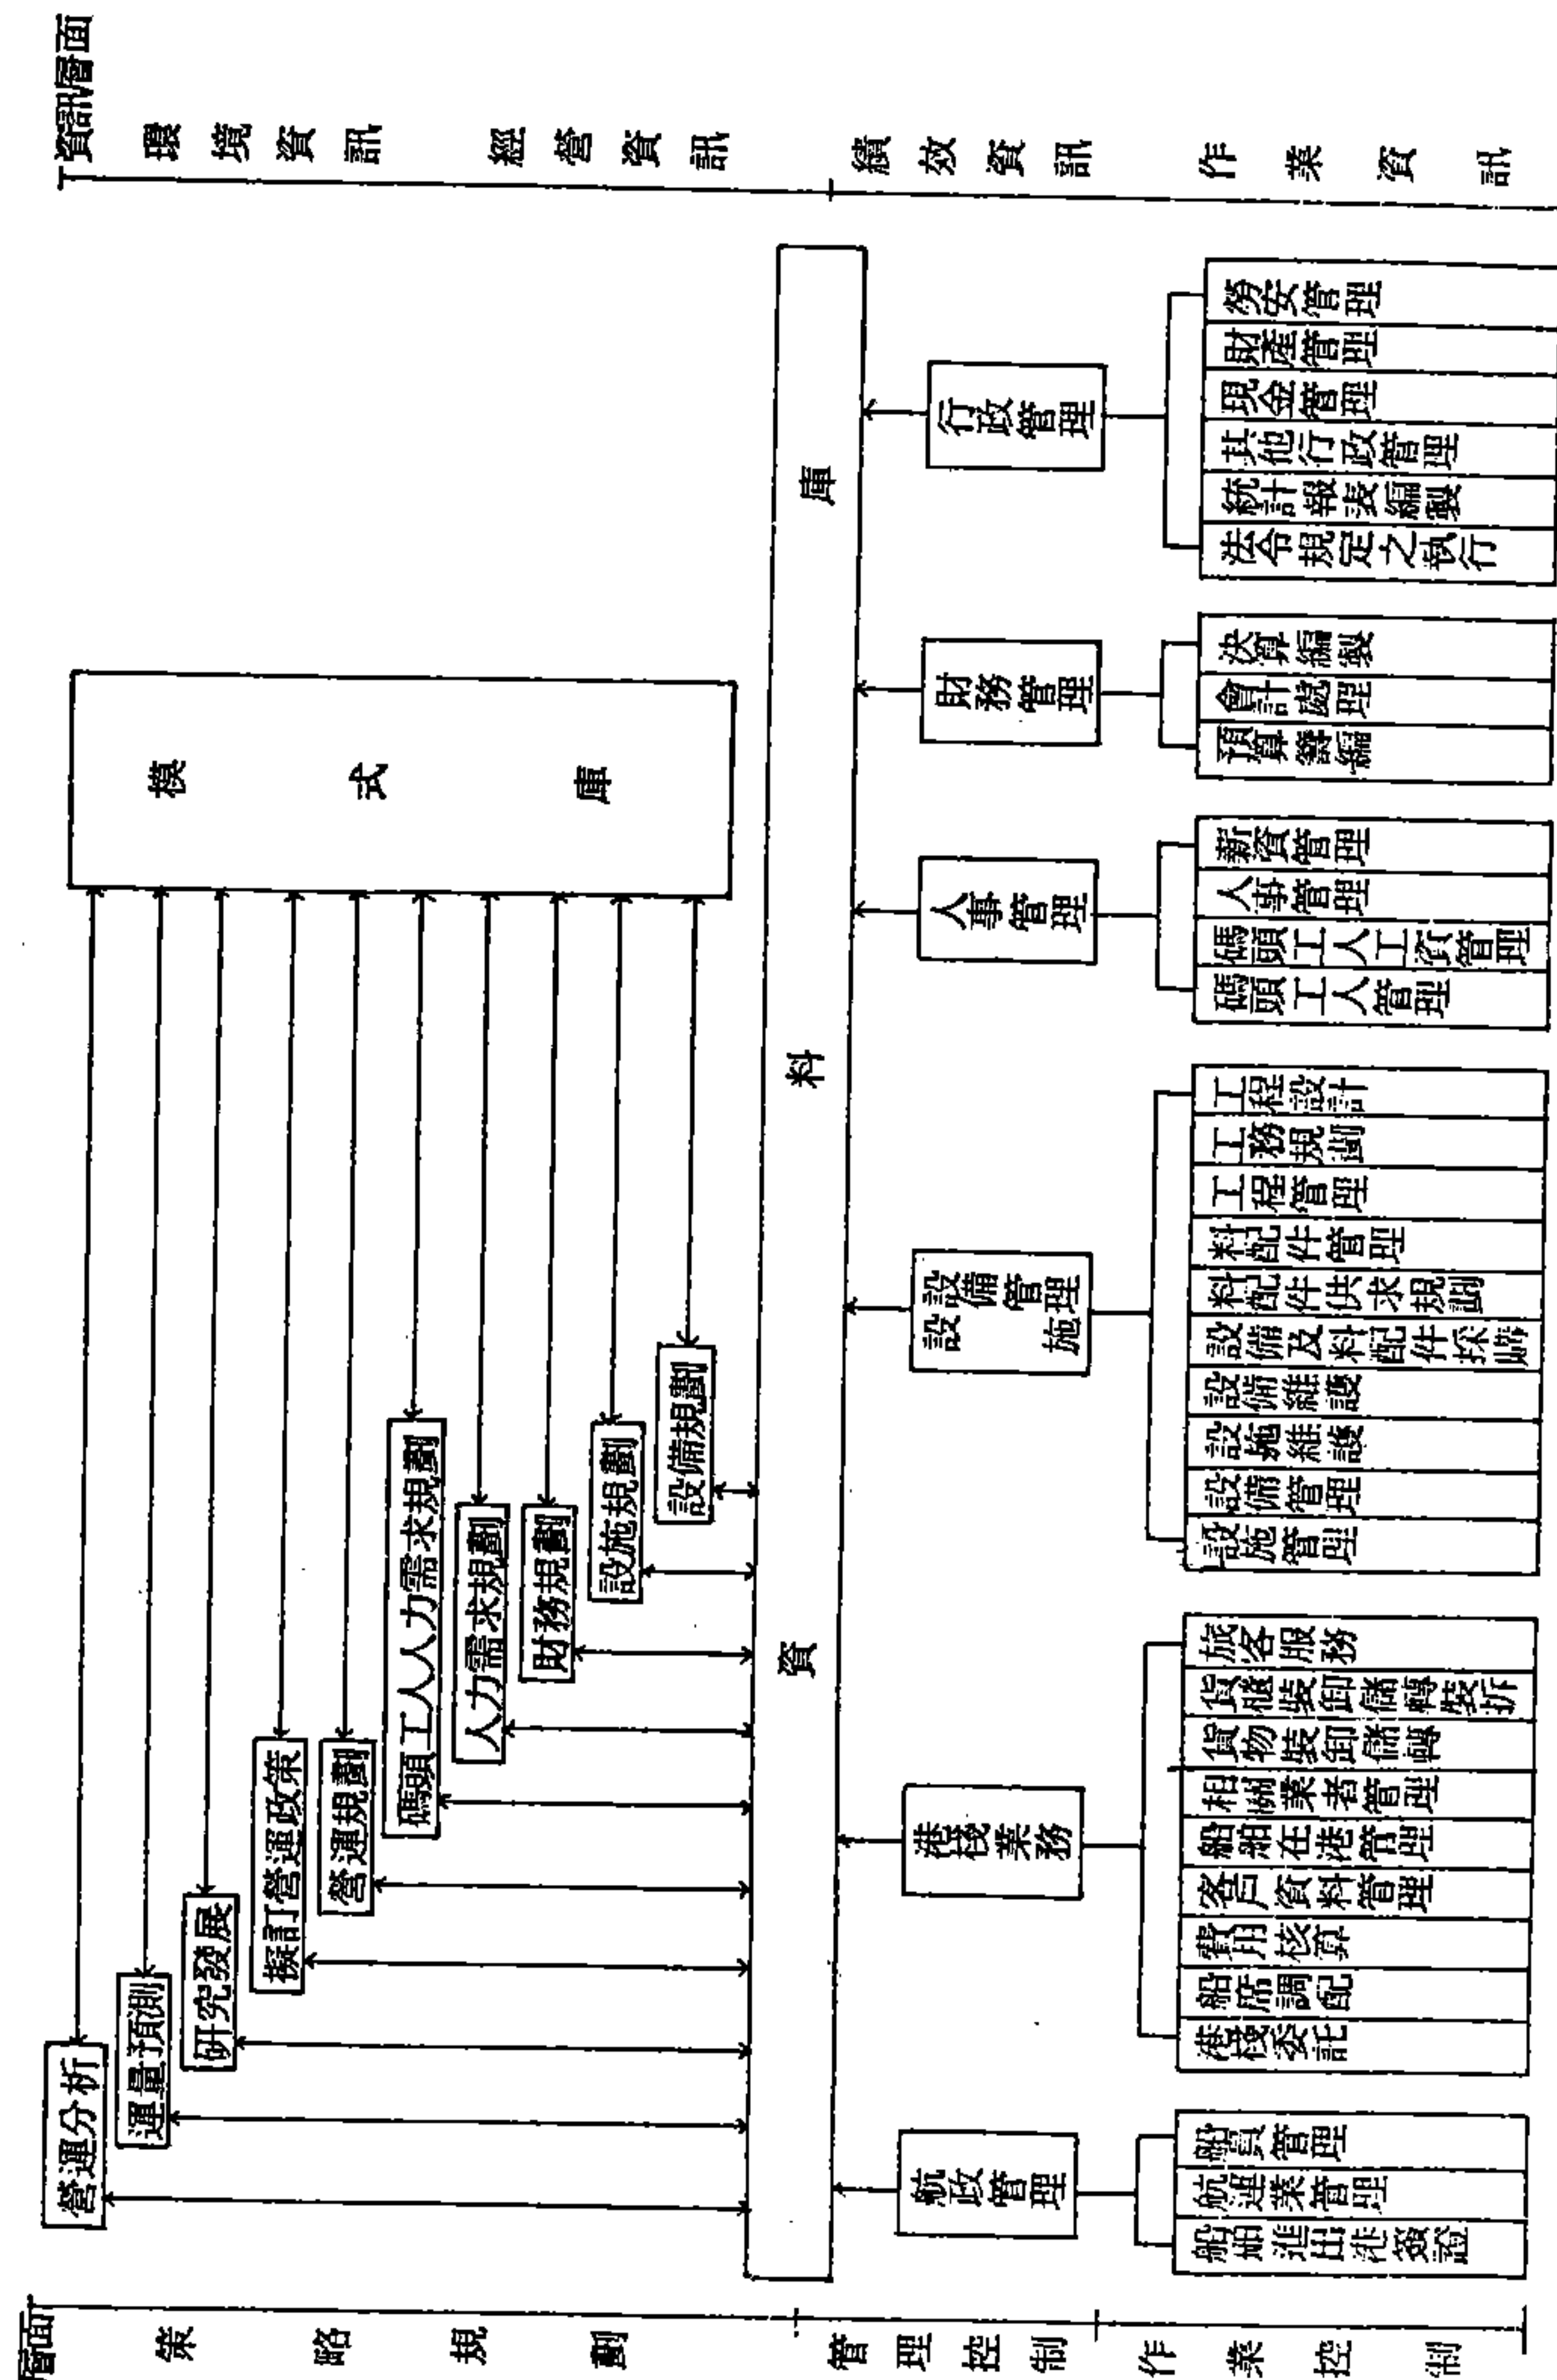 層面
策略規劃
管理控制
作業控制
資訊層面
環境資訊
經營資訊
績效資訊
作業資訊
營運分析
運量預測
研究發展
擬訂營運政策
營運規劃
碼頭工人人力需求規劃
人力需求規劃
財務規劃
設施規劃
設備規劃
模式庫
資料庫
航政管理
港棧業務
設施
設備管理
人事管理
財務管理
行政管理
船舶進出港簽證
航運業管理
船員管理
港棧委託
船席調配
費用核算
客戶資料管理
船舶在港管理
相關業者管理
貨物裝卸儲轉
貨櫃裝卸儲轉裝拆
旅客服務
設施管理
設備管理
設施維護
設備維護
設備及料配件採購
料配件供求規劃
料配件管理
工程管理
工務規劃
工程設計
碼頭工人管理
碼頭工人工資管理
人事管理
薪資管理
預算籌編
會計處理
決算編製
法令規定之執行
統計報表編製
其他行政管理
現金管理
財產管理
勞安管理